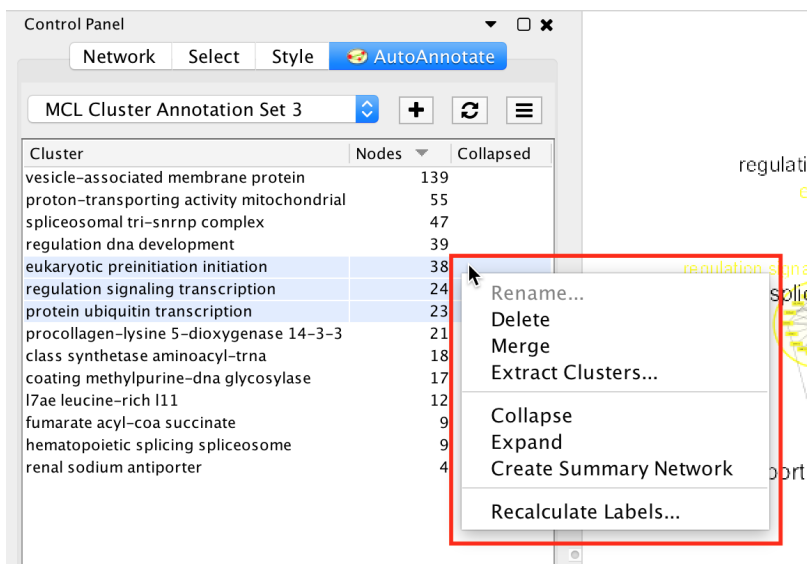 Control Panel
Network Select Style AutoAnnotate
MCL Cluster Annotation Set 3
Cluster Nodes Collapsed
vesicle-associated membrane protein 139
proton-transporting activity mitochondrial 55
spliceosomal tri-snrnp complex 47
regulation dna development 39
eukaryotic preinitiation initiation 38
regulation signaling transcription 24
protein ubiquitin transcription 23
procollagen-lysine 5-dioxygenase 14-3-3 21
class synthetase aminoacyl-trna 18
coating methylpurine-dna glycosylase 17
l7ae leucine-rich l11 12
fumarate acyl-coa succinate 9
hematopoietic splicing spliceosome 9
renal sodium antiporter 4
Rename...
Delete
Merge
Extract Clusters...
Collapse
Expand
Create Summary Network
Recalculate Labels...
regulati
e
regulation signa
splic
port